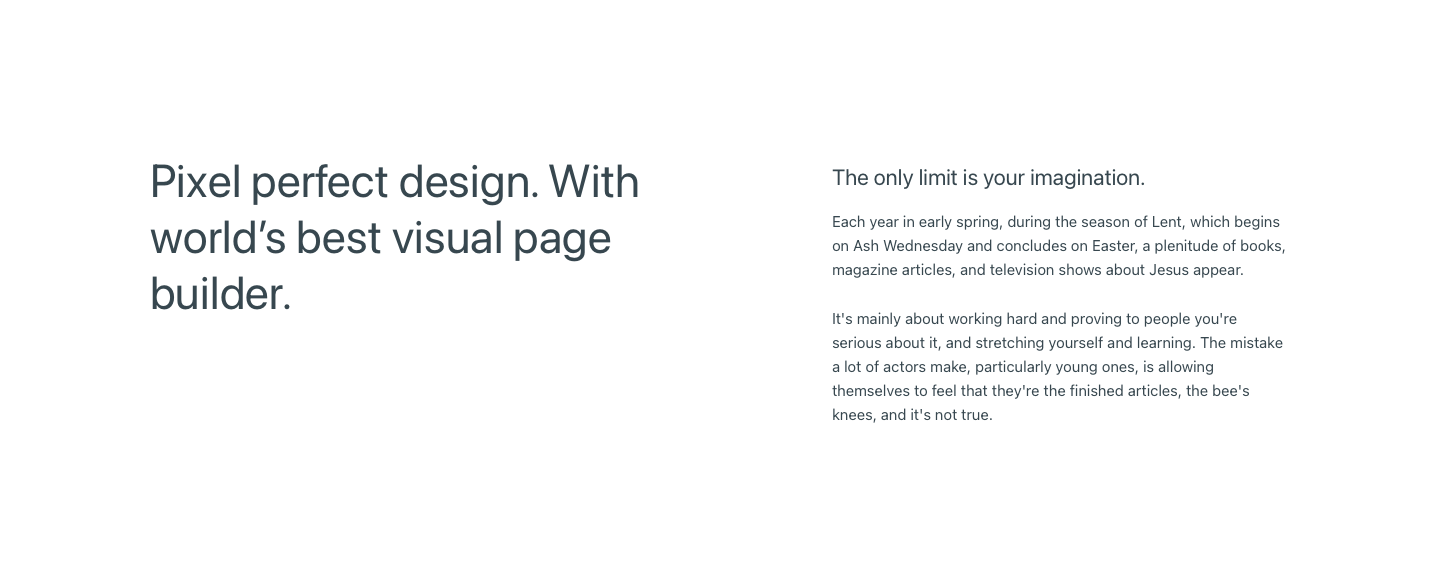 Pixel perfect design. With
world’s best visual page
builder.
The only limit is your imagination.
Each year in early spring, during the season of Lent, which begins
on Ash Wednesday and concludes on Easter, a plenitude of books,
magazine articles, and television shows about Jesus appear.
It's mainly about working hard and proving to people you're
serious about it, and stretching yourself and learning. The mistake
a lot of actors make, particularly young ones, is allowing
themselves to feel that they're the finished articles, the bee's
knees, and it's not true.